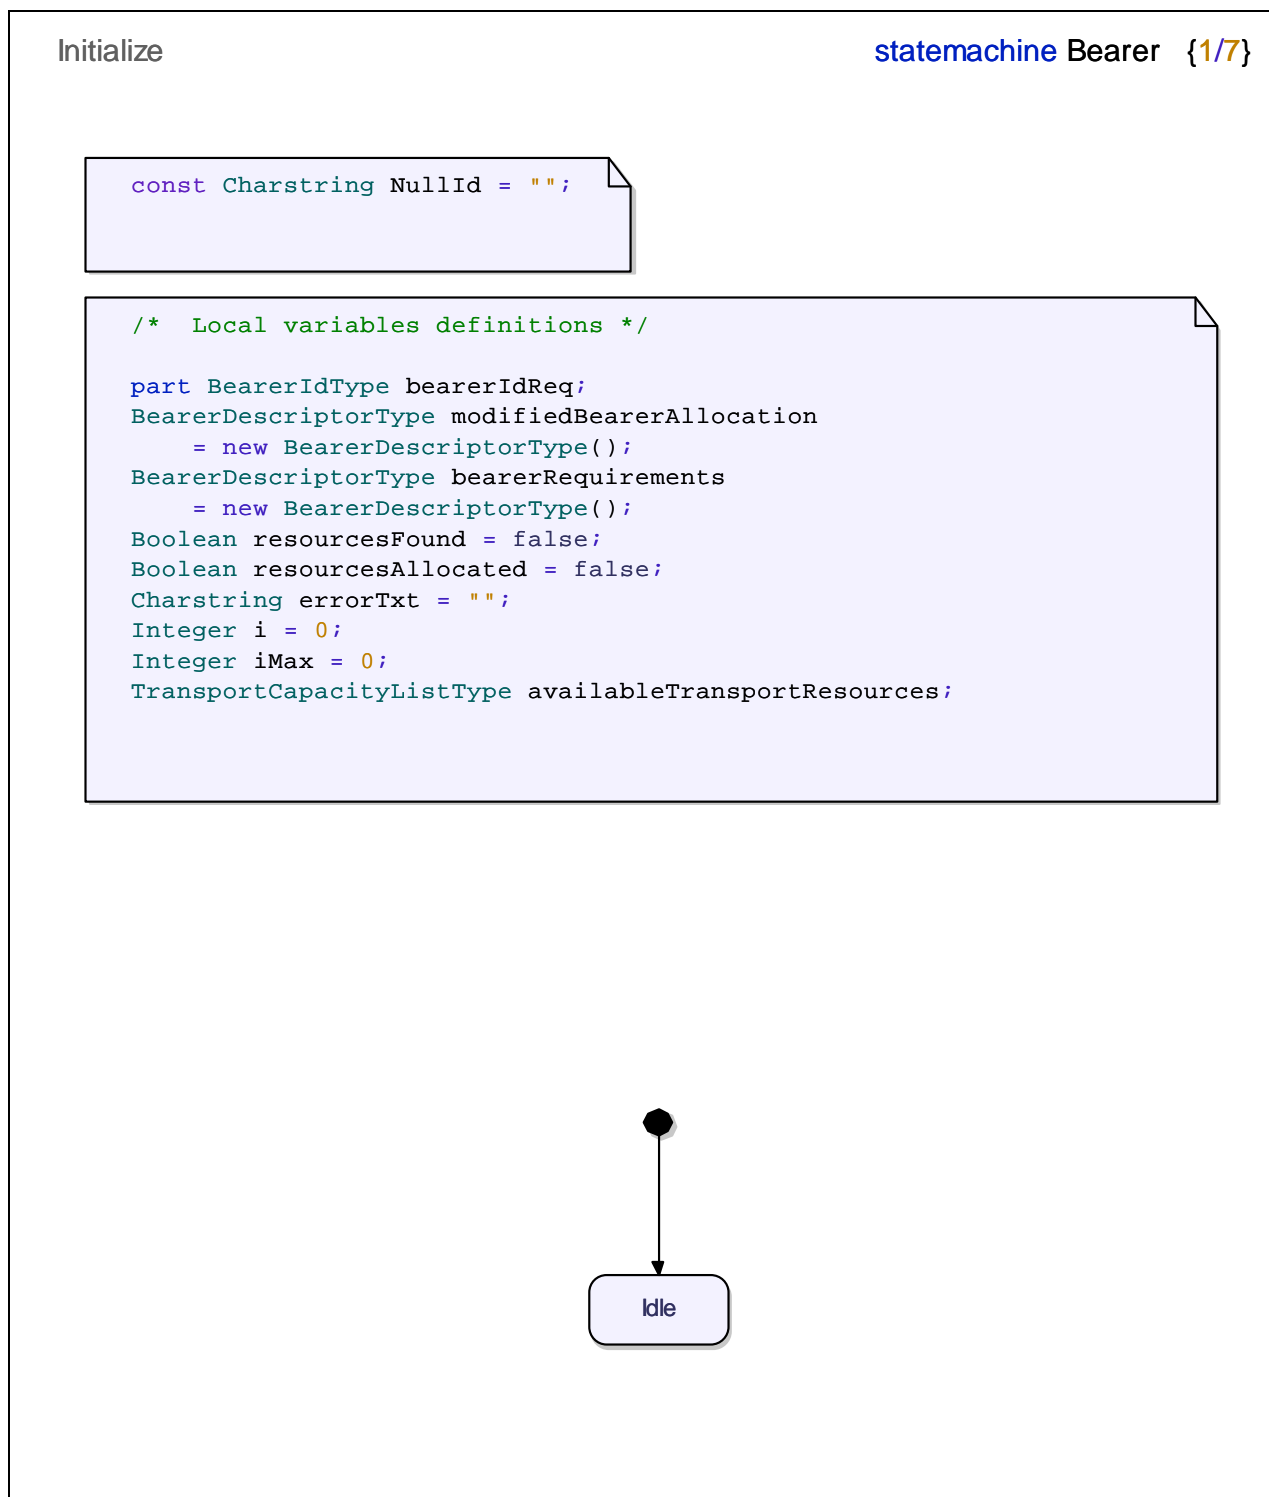 Initialize
statemachine Bearer {1/7}
const Charstring NullId = "";
/*  Local variables definitions */
part BearerIdType bearerIdReq;
BearerDescriptorType modifiedBearerAllocation
    = new BearerDescriptorType();
BearerDescriptorType bearerRequirements
    = new BearerDescriptorType();
Boolean resourcesFound = false;
Boolean resourcesAllocated = false;
Charstring errorTxt = "";
Integer i = 0;
Integer iMax = 0;
TransportCapacityListType availableTransportResources;
Idle